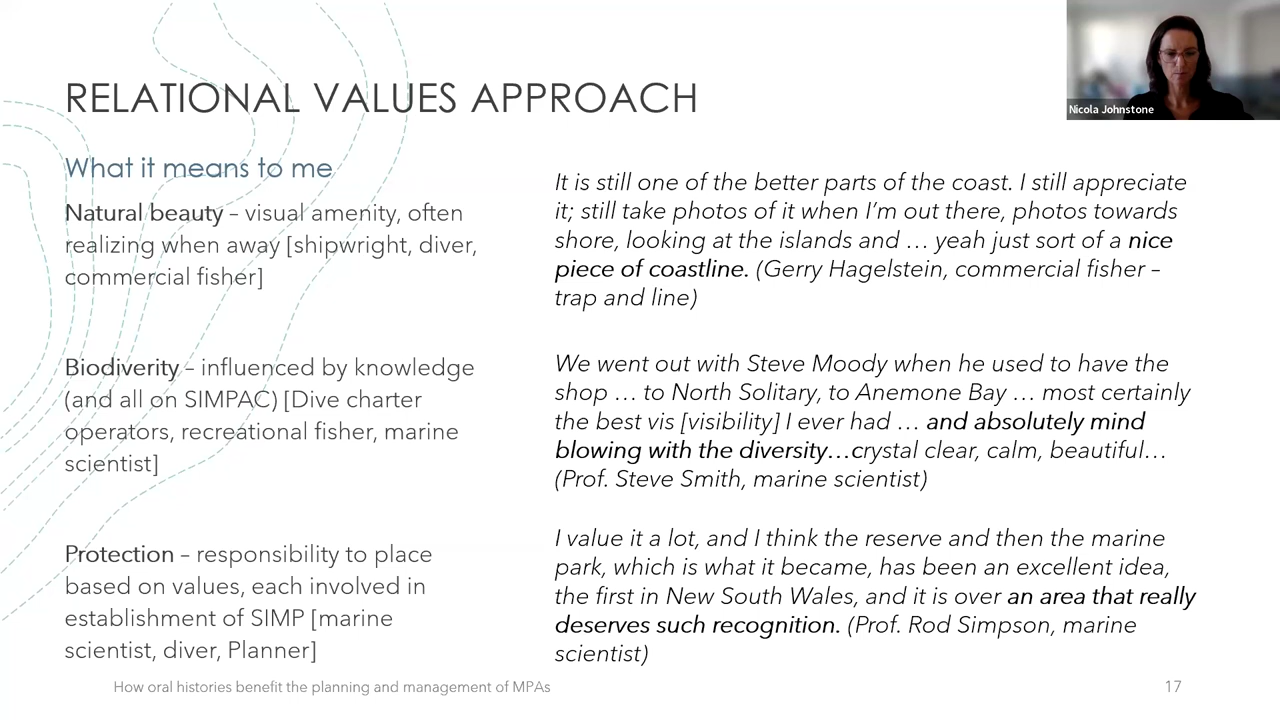 RELATIONAL VALUES APPROACH
Nicola Johnstone
What it means to me
Natural beauty – visual amenity, often
realizing when away [shipwright, diver,
commercial fisher]
It is still one of the better parts of the coast. I still appreciate
it; still take photos of it when I'm out there, photos towards
shore, looking at the islands and … yeah just sort of a nice
piece of coastline. (Gerry Hagelstein, commercial fisher –
trap and line)
Biodiverity – influenced by knowledge
(and all on SIMPAC) [Dive charter
operators, recreational fisher, marine
scientist]
We went out with Steve Moody when he used to have the
shop … to North Solitary, to Anemone Bay … most certainly
the best vis [visibility] I ever had … and absolutely mind
blowing with the diversity…crystal clear, calm, beautiful…
(Prof. Steve Smith, marine scientist)
Protection – responsibility to place
based on values, each involved in
establishment of SIMP [marine
scientist, diver, Planner]
I value it a lot, and I think the reserve and then the marine
park, which is what it became, has been an excellent idea,
the first in New South Wales, and it is over an area that really
deserves such recognition. (Prof. Rod Simpson, marine
scientist)
How oral histories benefit the planning and management of MPAs
17